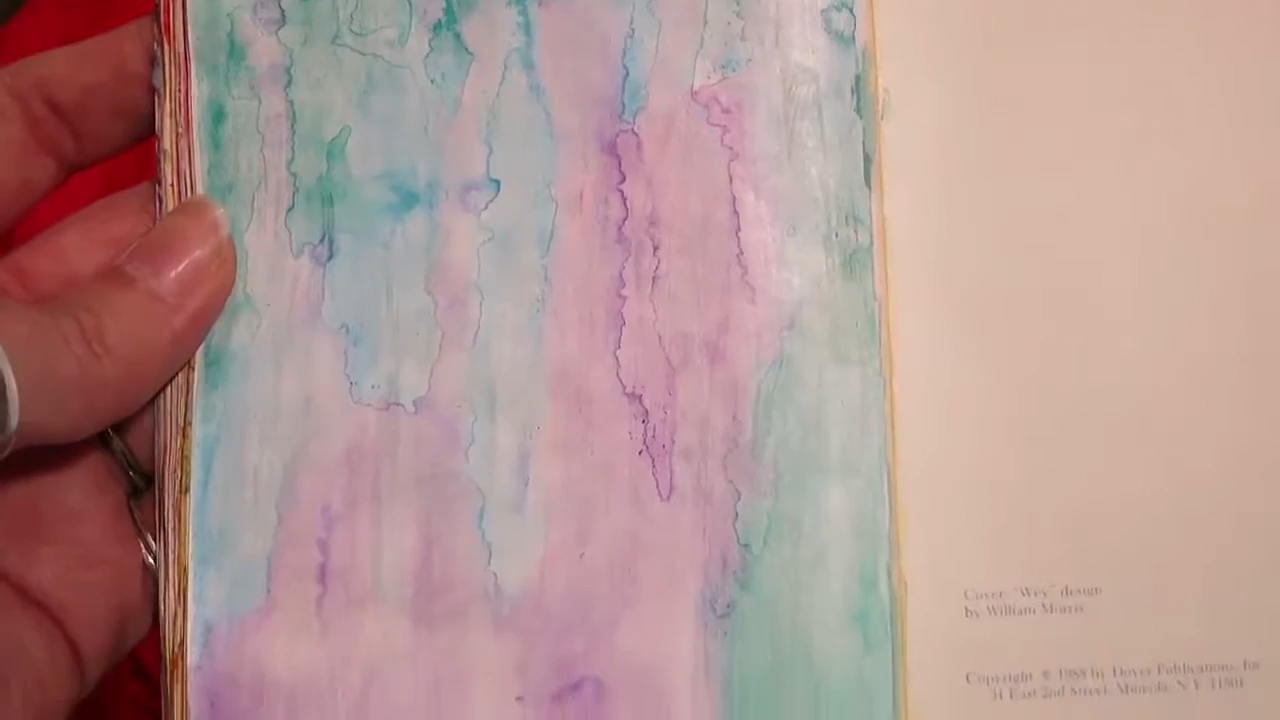 Cover: "Wey" design
by William Morris
Copyright © 1988 by Dover Publications, Inc
31 East 2nd Street, Mineola, N.Y. 11501